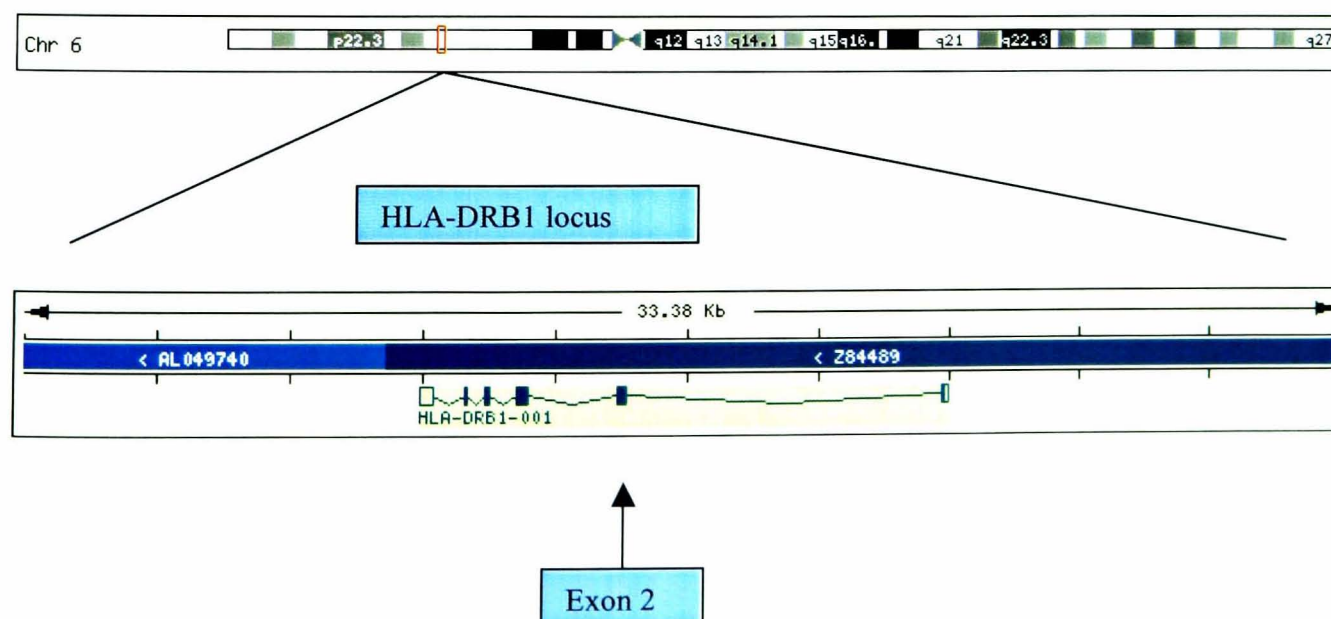 Chr 6
p22.3 q12 q13 q14.1 q15 q16. q21 q22.3 q27
HLA-DRB1 locus
33.38 Kb
< AL049740 < Z84489
HLA-DRB1-001
Exon 2